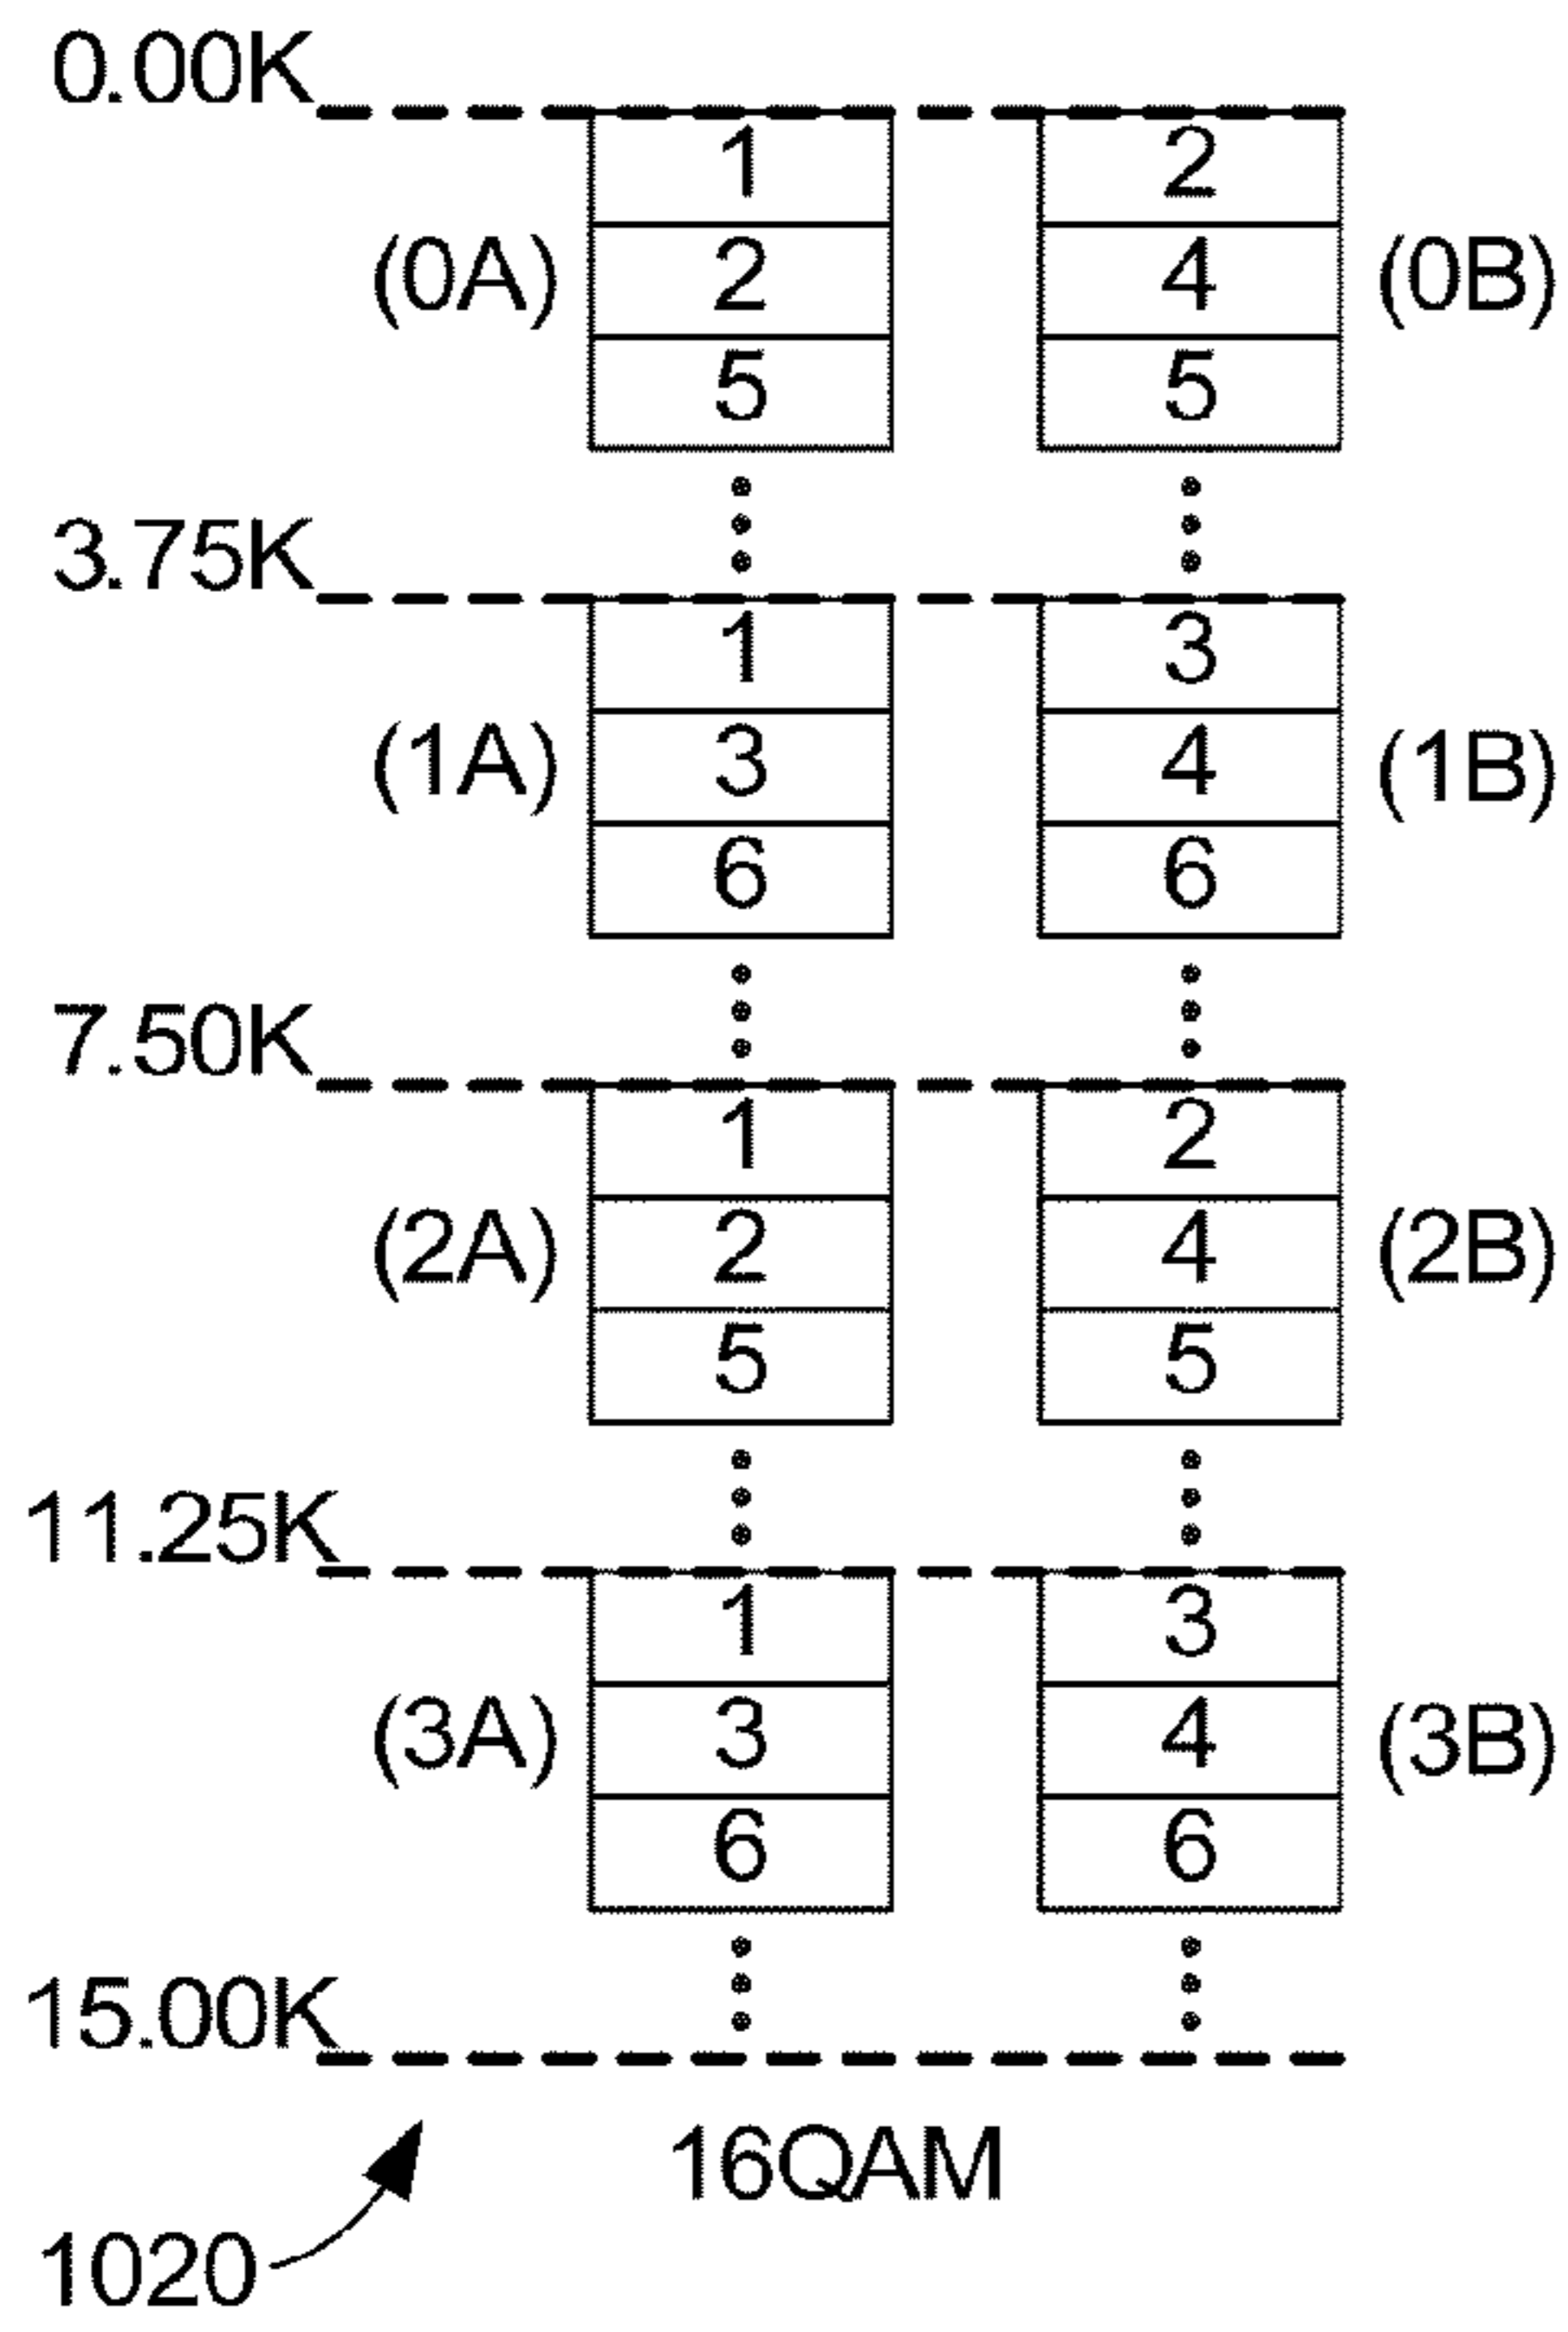 0.00K
1 2
(0A) 2 4 (0B)
5 5
3.75K
1 3
(1A) 3 4 (1B)
6 6
7.50K
1 2
(2A) 2 4 (2B)
5 5
11.25K
1 3
(3A) 3 4 (3B)
6 6
15.00K
16QAM
1020